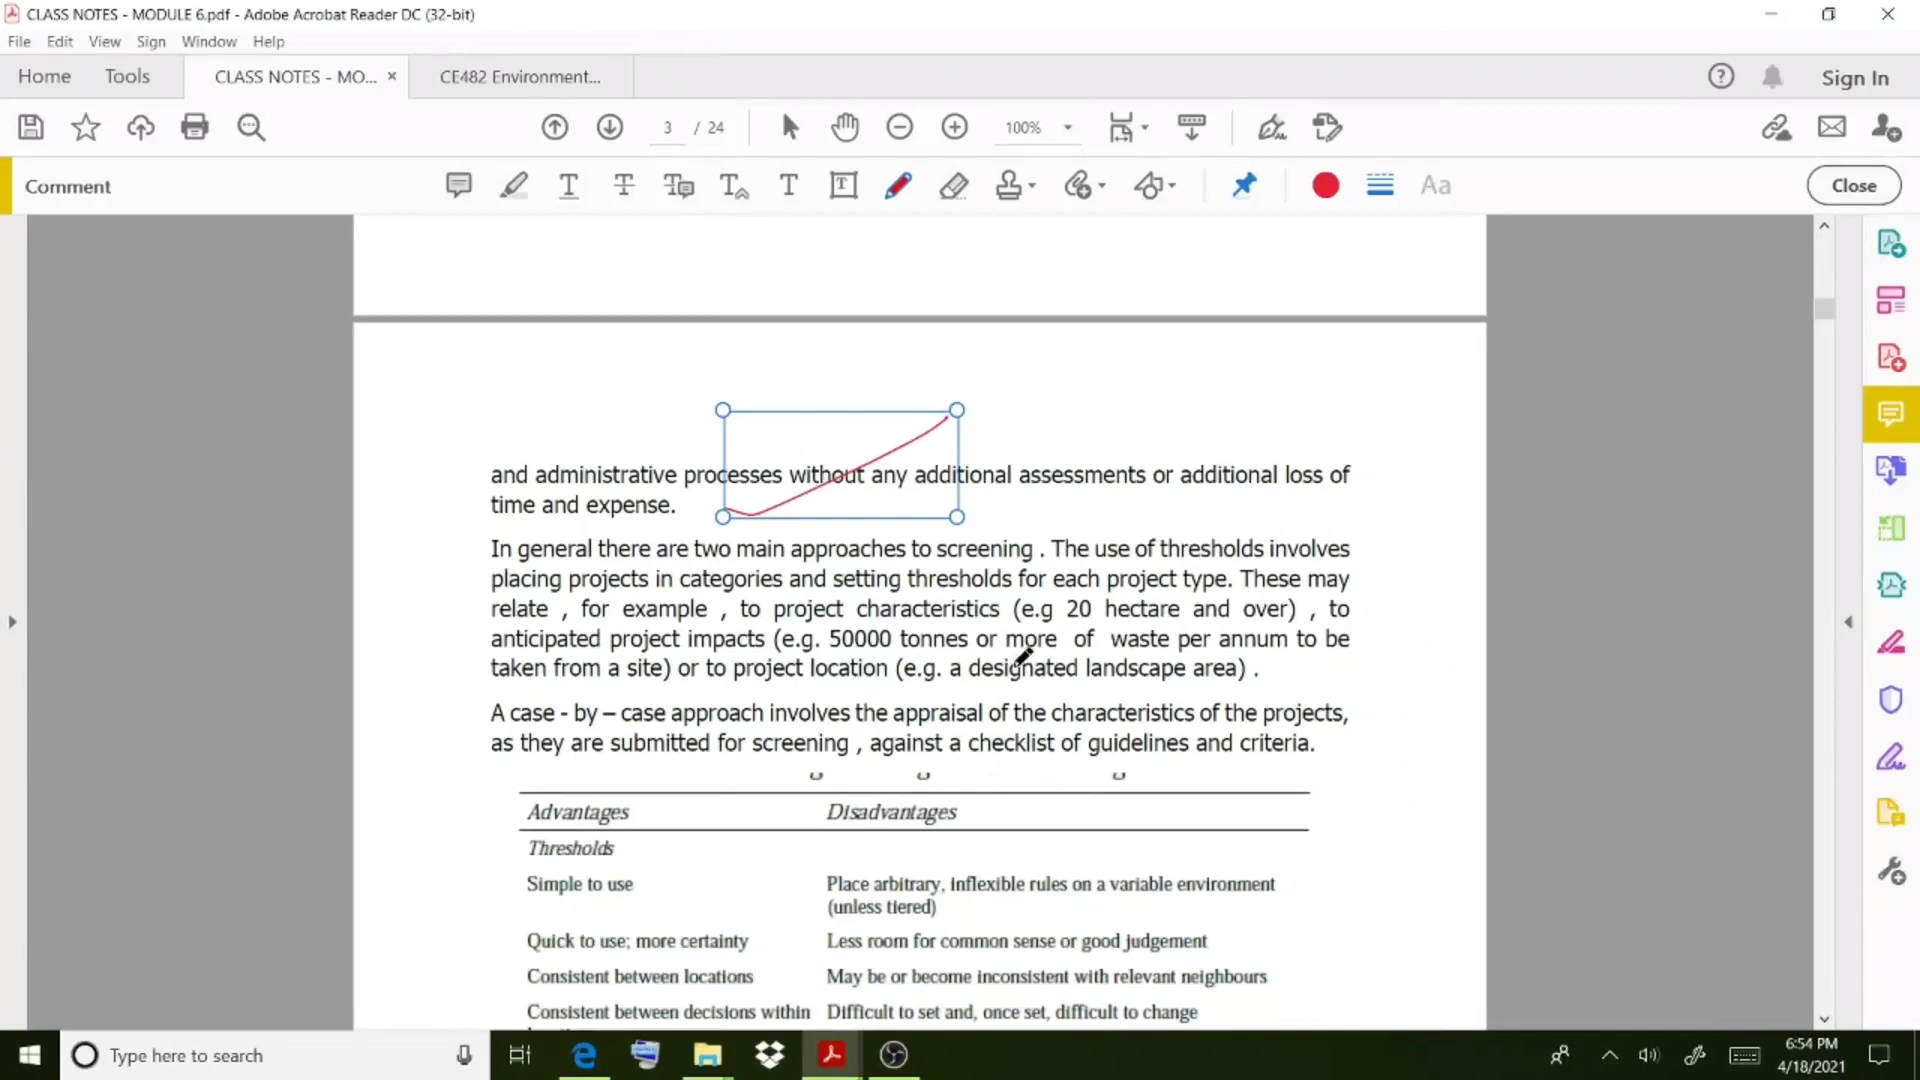 CLASS NOTES - MODULE 6.pdf - Adobe Acrobat Reader DC (32-bit)
File Edit View Sign Window Help
Home Tools CLASS NOTES - MO... × CE482 Environment... Sign In
3 / 24 100%
Comment Aa Close
and administrative processes without any additional assessments or additional loss of
time and expense.
In general there are two main approaches to screening . The use of thresholds involves
placing projects in categories and setting thresholds for each project type. These may
relate , for example , to project characteristics (e.g 20 hectare and over) , to
anticipated project impacts (e.g. 50000 tonnes or more of waste per annum to be
taken from a site) or to project location (e.g. a designated landscape area) .
A case - by – case approach involves the appraisal of the characteristics of the projects,
as they are submitted for screening , against a checklist of guidelines and criteria.
Advantages Disadvantages
Thresholds
Simple to use Place arbitrary, inflexible rules on a variable environment
(unless tiered)
Quick to use; more certainty Less room for common sense or good judgement
Consistent between locations May be or become inconsistent with relevant neighbours
Consistent between decisions within Difficult to set and, once set, difficult to change
Type here to search
6:54 PM
4/18/2021